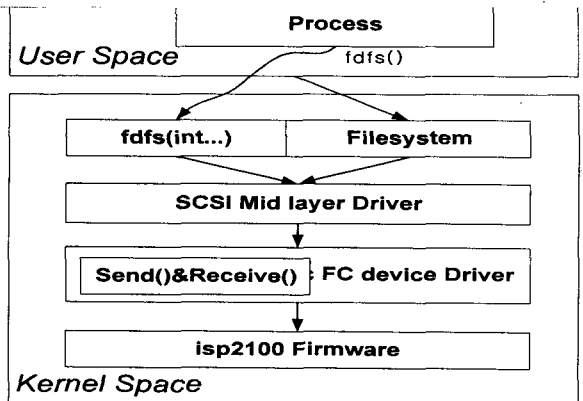 Process
User Space
fdfs()
fdfs(int...)
Filesystem
SCSI Mid layer Driver
Send()&Receive()
c FC device Driver
isp2100 Firmware
Kernel Space